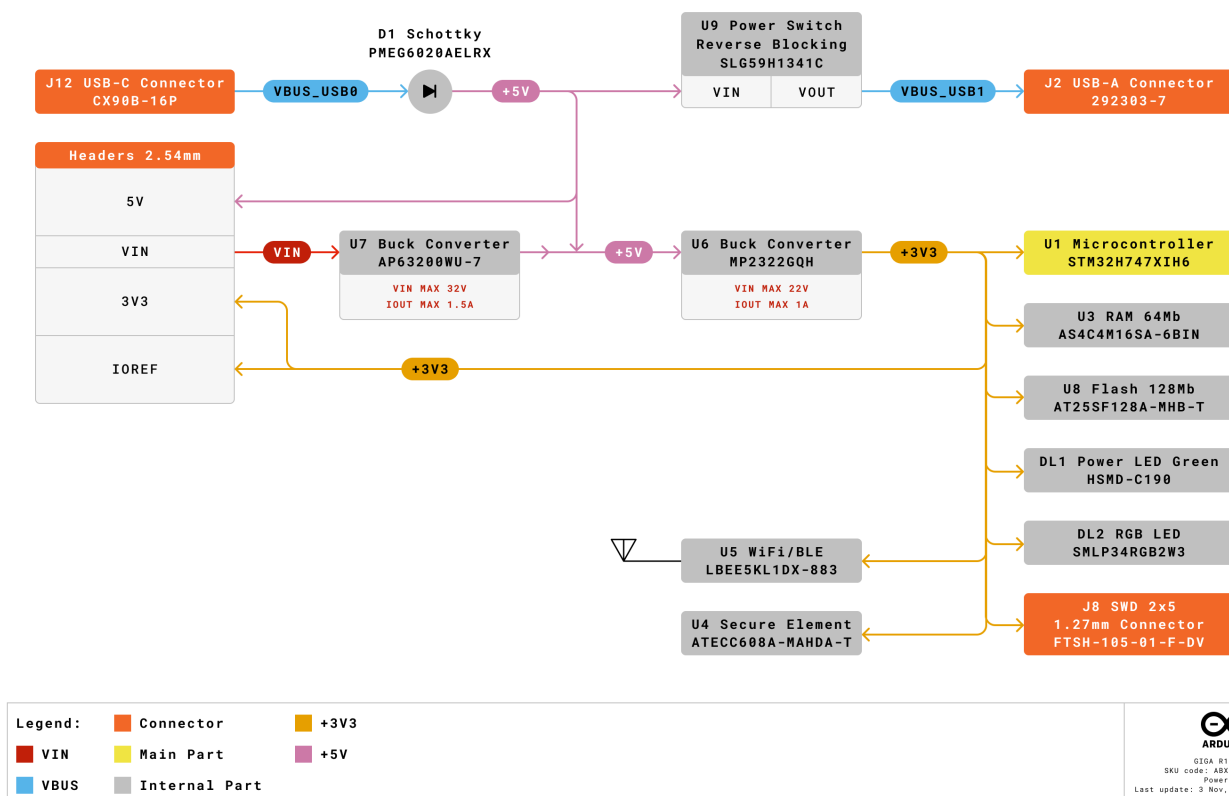 D1 Schottky
PMEG6020AELRX
U9 Power Switch
Reverse Blocking
SLG59H1341C
VIN
VOUT
J12 USB-C Connector
CX90B-16P
VBUS_USB0
+5V
VBUS_USB1
J2 USB-A Connector
292303-7
Headers 2.54mm
5V
VIN
3V3
IOREF
VIN
U7 Buck Converter
AP63200WU-7
VIN MAX 32V
IOUT MAX 1.5A
+5V
U6 Buck Converter
MP2322GQH
VIN MAX 22V
IOUT MAX 1A
+3V3
+3V3
U1 Microcontroller
STM32H747XIH6
U3 RAM 64Mb
AS4C4M16SA-6BIN
U8 Flash 128Mb
AT25SF128A-MHB-T
DL1 Power LED Green
HSMD-C190
DL2 RGB LED
SMLP34RGB2W3
U5 WiFi/BLE
LBEE5KL1DX-883
U4 Secure Element
ATECC608A-MAHDA-T
J8 SWD 2x5
1.27mm Connector
FTSH-105-01-F-DV
Legend:
Connector
+3V3
VIN
Main Part
+5V
VBUS
Internal Part
ARDU
GIGA R1
SKU code: ABX
Power
Last update: 3 Nov,